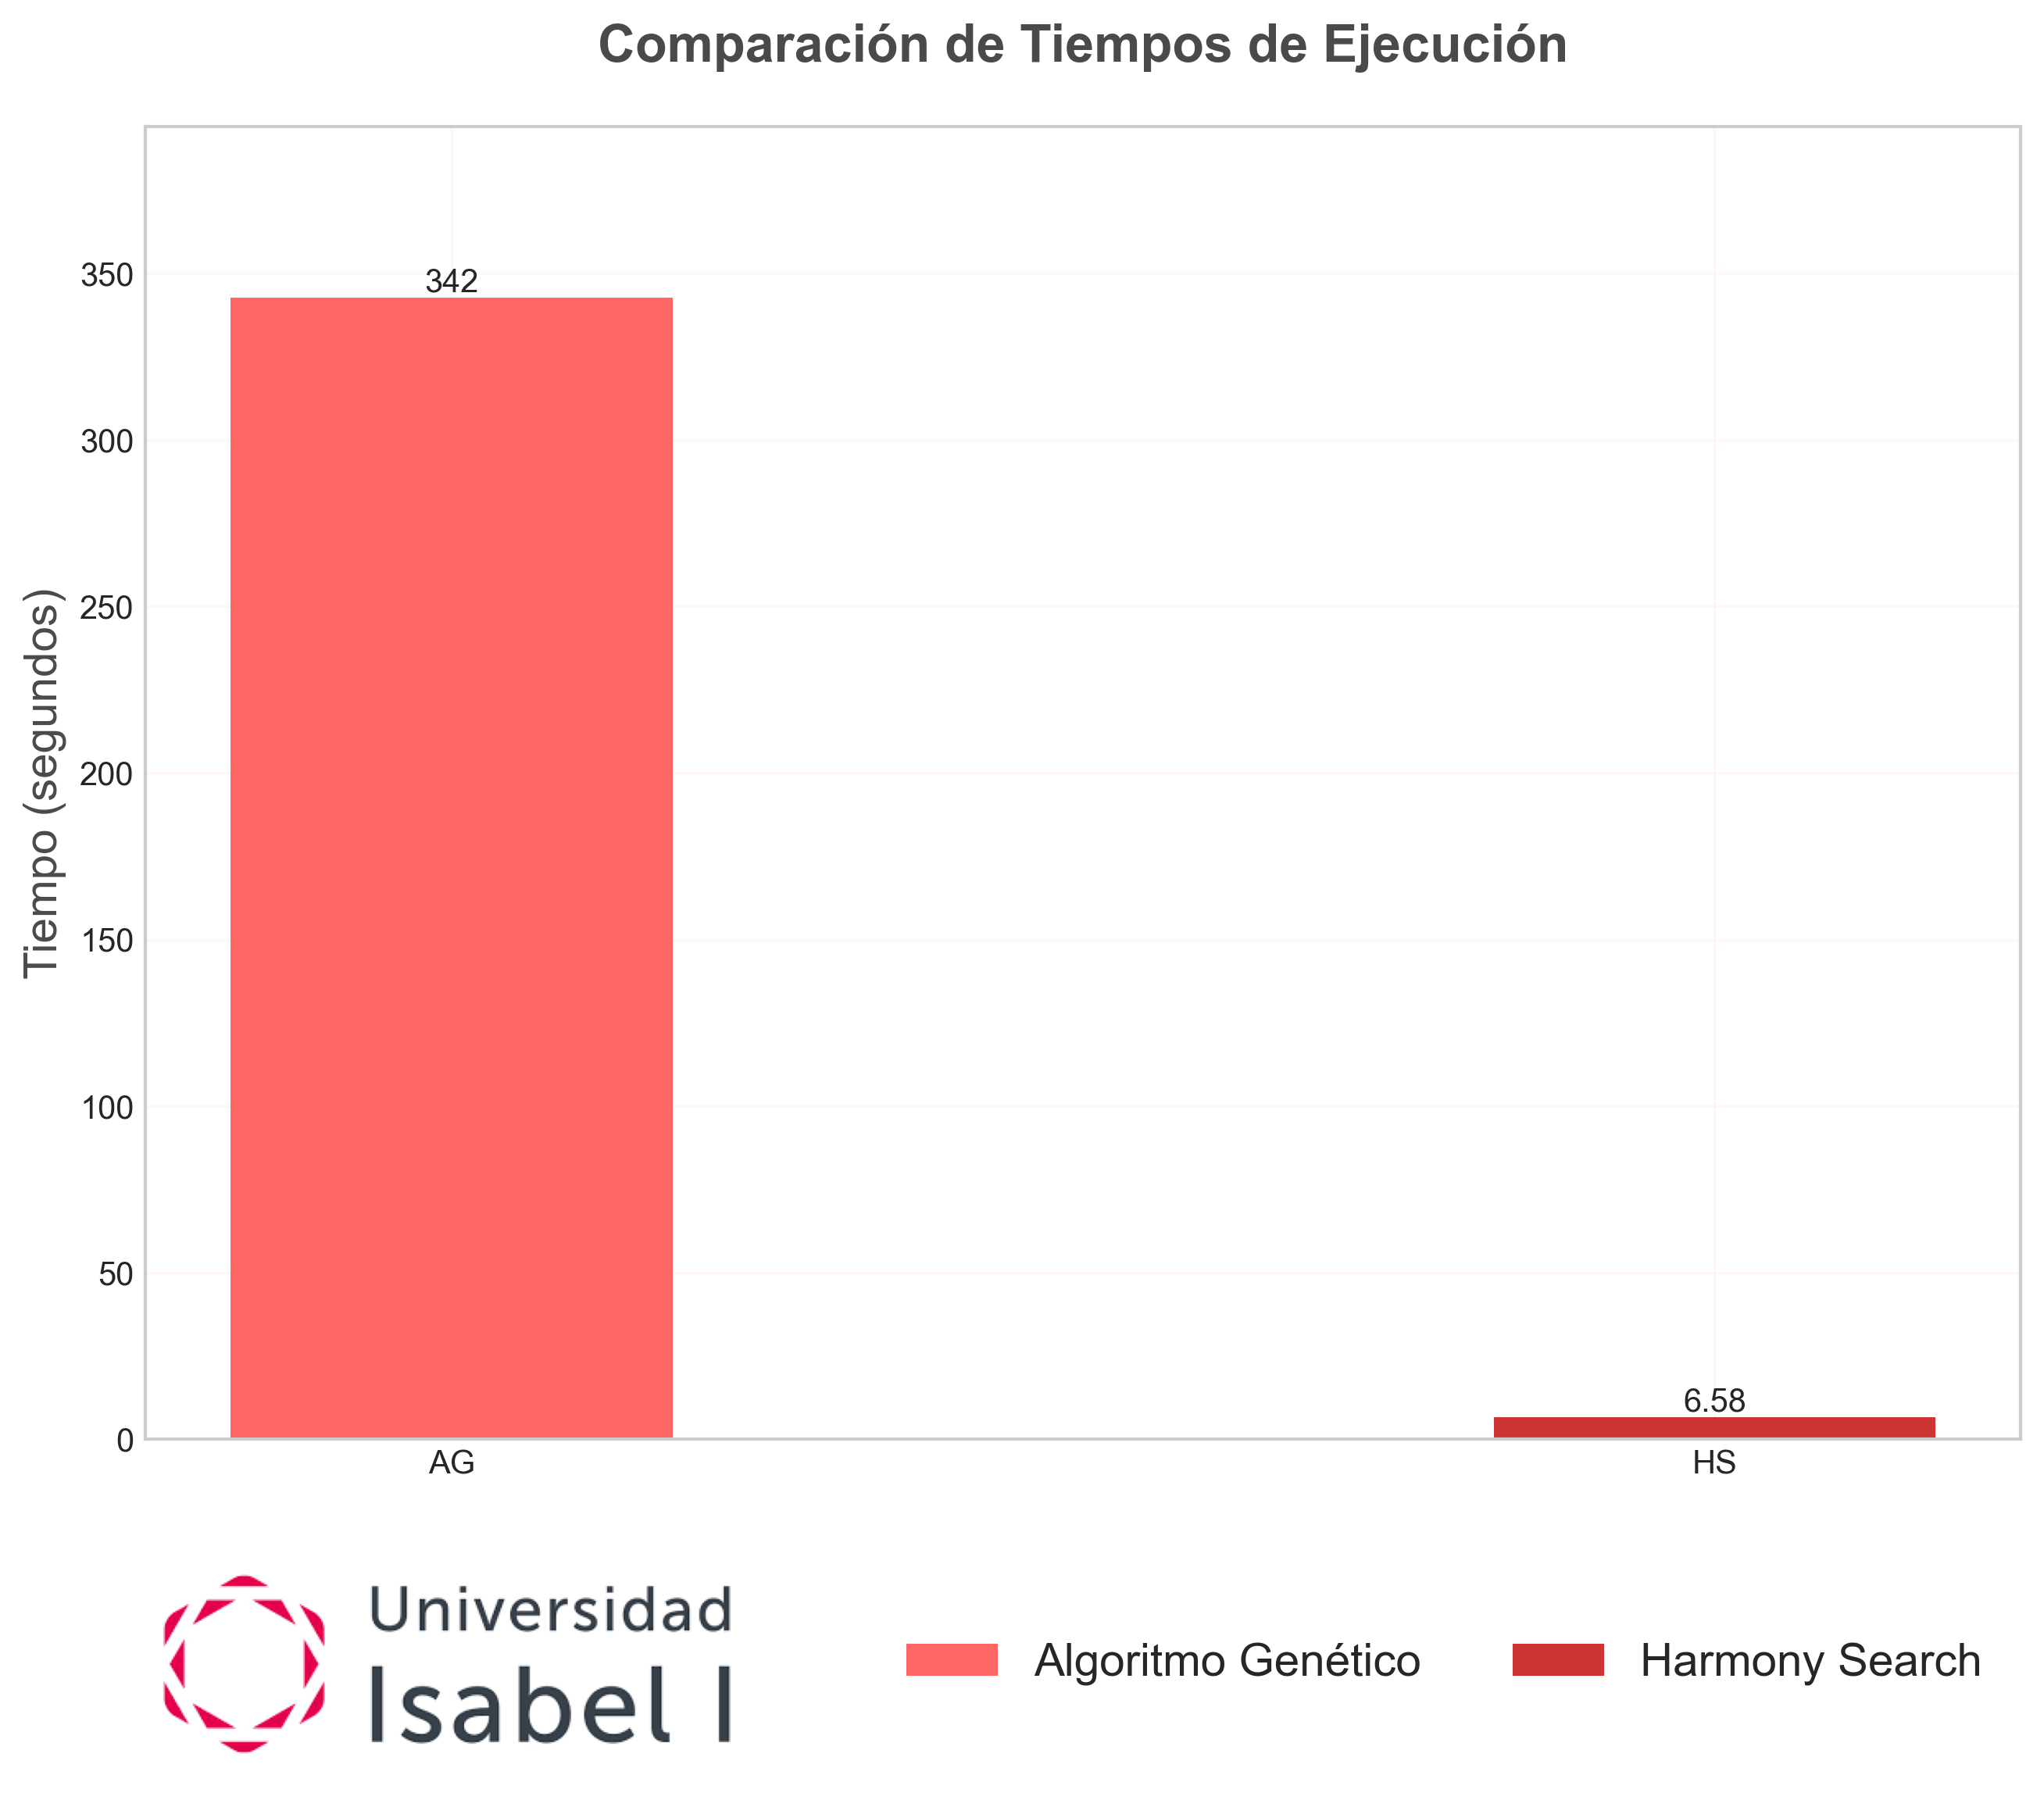 Comparación de Tiempos de Ejecución
Tiempo (segundos)
350
300
250
200
150
100
50
0
342
6.58
AG
HS
Universidad
Isabel I
Algoritmo Genético
Harmony Search